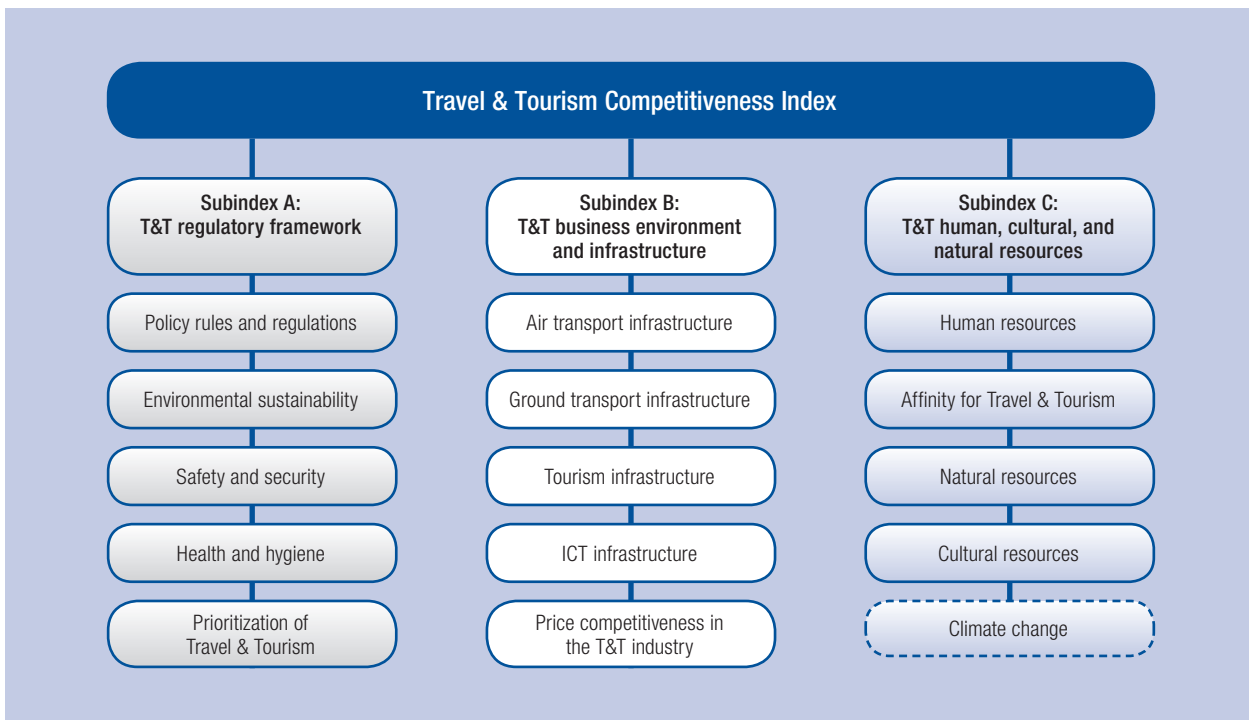 Travel & Tourism Competitiveness Index
Subindex A:
T&T regulatory framework
Policy rules and regulations
Environmental sustainability
Safety and security
Health and hygiene
Prioritization of
Travel & Tourism
Subindex B:
T&T business environment
and infrastructure
Air transport infrastructure
Ground transport infrastructure
Tourism infrastructure
ICT infrastructure
Price competitiveness in
the T&T industry
Subindex C:
T&T human, cultural, and
natural resources
Human resources
Affinity for Travel & Tourism
Natural resources
Cultural resources
Climate change